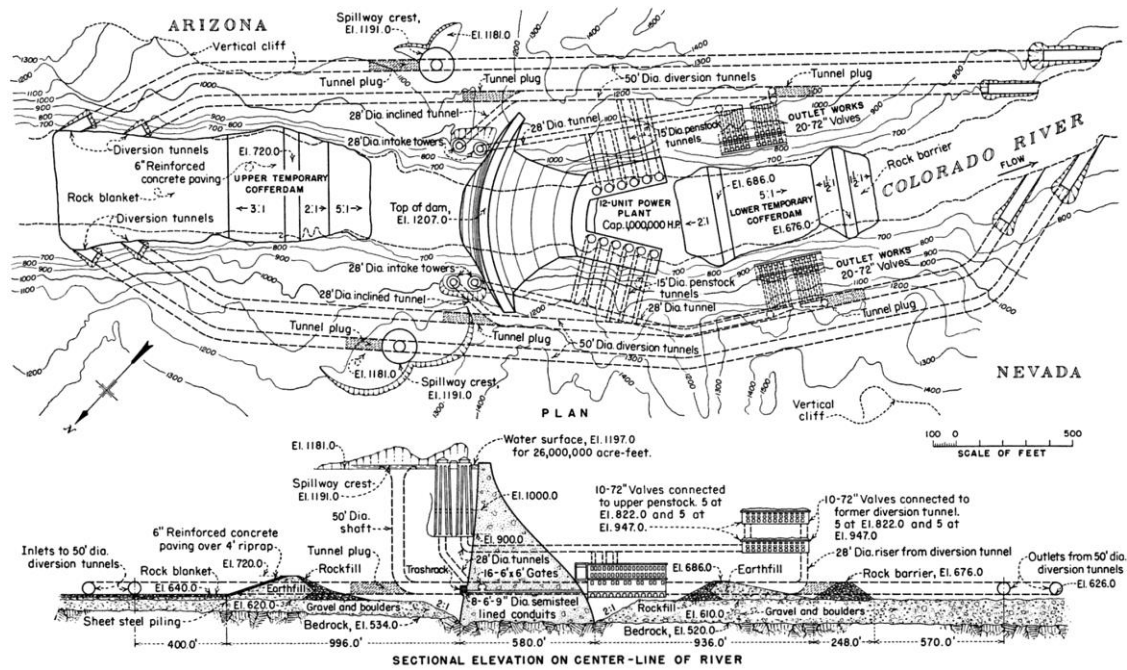 ARIZONA
Spillway crest,
El. 1191.0
El. 1181.0
Vertical cliff
Tunnel plug
Tunnel plug
50' Dia. diversion tunnels
Tunnel plug
28' Dia. inclined tunnel
28' Dia. intake towers
28' Dia. tunnel
15' Dia. penstock
tunnels
OUTLET WORKS
20-72" Valves
COLORADO RIVER
FLOW
Rock barrier
Diversion tunnels
6" Reinforced
concrete paving
Rock blanket
Diversion tunnels
El. 720.0
UPPER TEMPORARY
COFFERDAM
3:1
2:1
5:1
Top of dam,
El. 1207.0
12-UNIT POWER
PLANT
Cap. 1,000,000 H.P.
El. 686.0
5:1
2:1
LOWER TEMPORARY
COFFERDAM
El. 676.0
1½:1
1½:1
28' Dia. intake towers
28' Dia. inclined tunnel
15' Dia. penstock
tunnels
28' Dia. tunnel
OUTLET WORKS
20-72" Valves
Tunnel plug
Tunnel plug
Tunnel plug
50' Dia. diversion tunnels
El. 1181.0
Spillway crest
El. 1191.0
N
NEVADA
Vertical
cliff
PLAN
100 0 500
SCALE OF FEET
El. 1181.0
Water surface, El. 1197.0
for 26,000,000 acre-feet.
Spillway crest
El. 1191.0
50' Dia.
shaft
El. 1000.0
El. 900.0
10-72" Valves connected
to upper penstock. 5 at
El. 822.0 and 5 at
El. 947.0
10-72" Valves connected to
former diversion tunnel.
5 at El. 822.0 and 5 at
El. 947.0
28' Dia. riser from diversion tunnel
6" Reinforced concrete
paving over 4' riprap
Inlets to 50' dia.
diversion tunnels
Rock blanket
El. 720.0
Rockfill
Tunnel plug
Trashrack
28' Dia. tunnels
16-6'x6' Gates
8-6'-9" Dia. semisteel
lined conduits
El. 686.0
Earthfill
Rock barrier, El. 676.0
Outlets from 50' dia.
diversion tunnels
El. 626.0
El. 640.0
Earthfill
El. 620.0
Gravel and boulders
Sheet steel piling
Bedrock, El. 534.0
2:1
2:1
Rockfill
El. 610.0
Gravel and boulders
Bedrock, El. 520.0
400.0' 996.0' 580.0' 936.0' 248.0' 570.0'
SECTIONAL ELEVATION ON CENTER-LINE OF RIVER